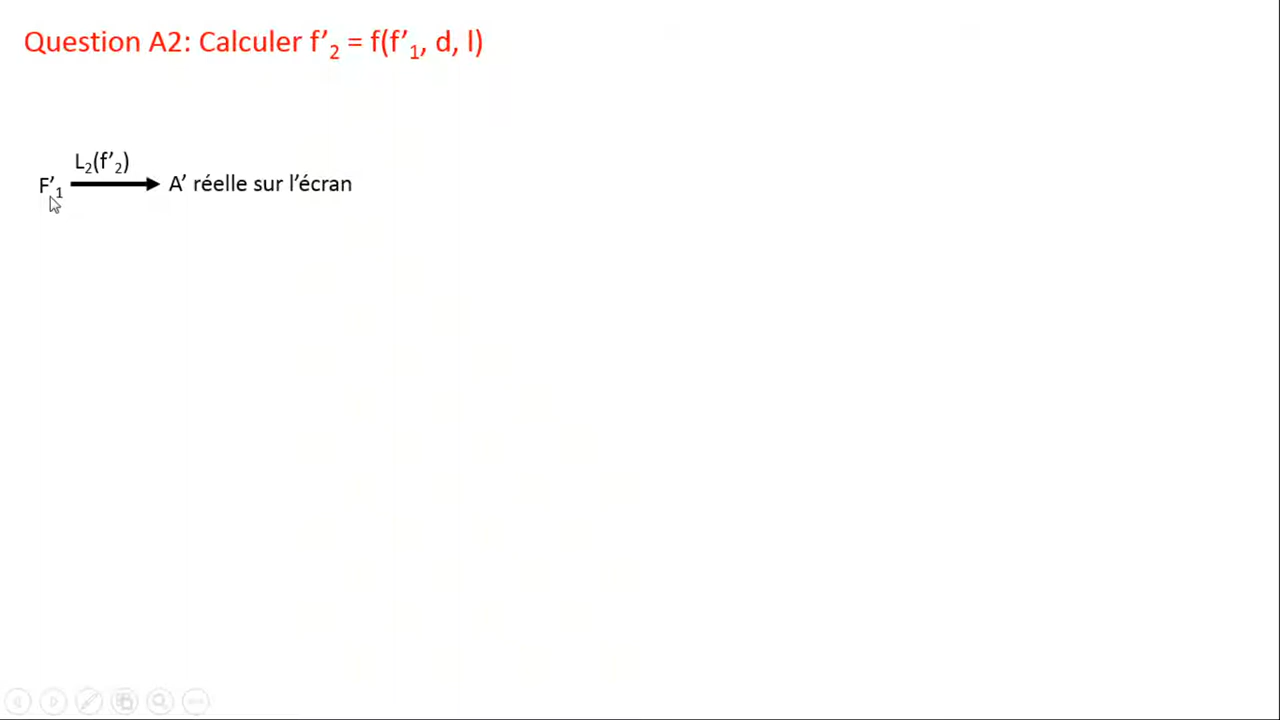 Question A2: Calculer f’₂ = f(f’₁, d, l)
L₂(f’₂)
F’₁ → A’ réelle sur l’écran